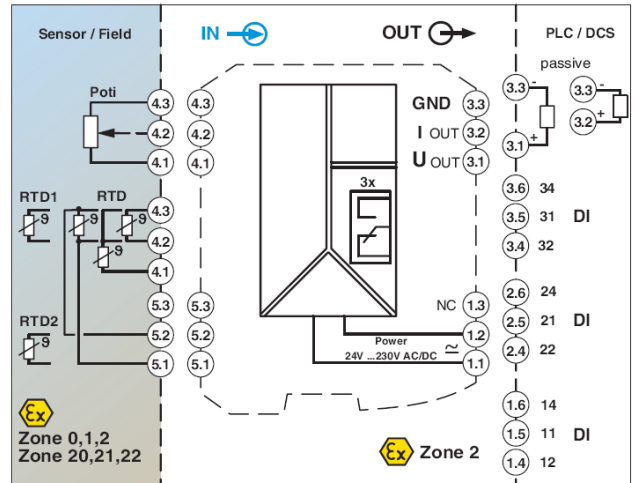 Sensor / Field
IN
OUT
PLC / DCS
passive
Poti
4.3
4.2
4.1
4.3
4.2
4.1
GND 3.3
I OUT 3.2
U OUT 3.1
3.3 -
3.1 +
3.3 -
3.2 +
3x
RTD1
RTD
ϑ
ϑ
ϑ
ϑ
4.3
4.2
4.1
3.6 34
3.5 31 DI
3.4 32
RTD2
ϑ
5.3
5.2
5.1
5.3
5.2
5.1
NC 1.3
1.2
1.1
Power
24V ...230V AC/DC
2.6 24
2.5 21 DI
2.4 22
εx
Zone 0,1,2
Zone 20,21,22
εx Zone 2
1.6 14
1.5 11 DI
1.4 12